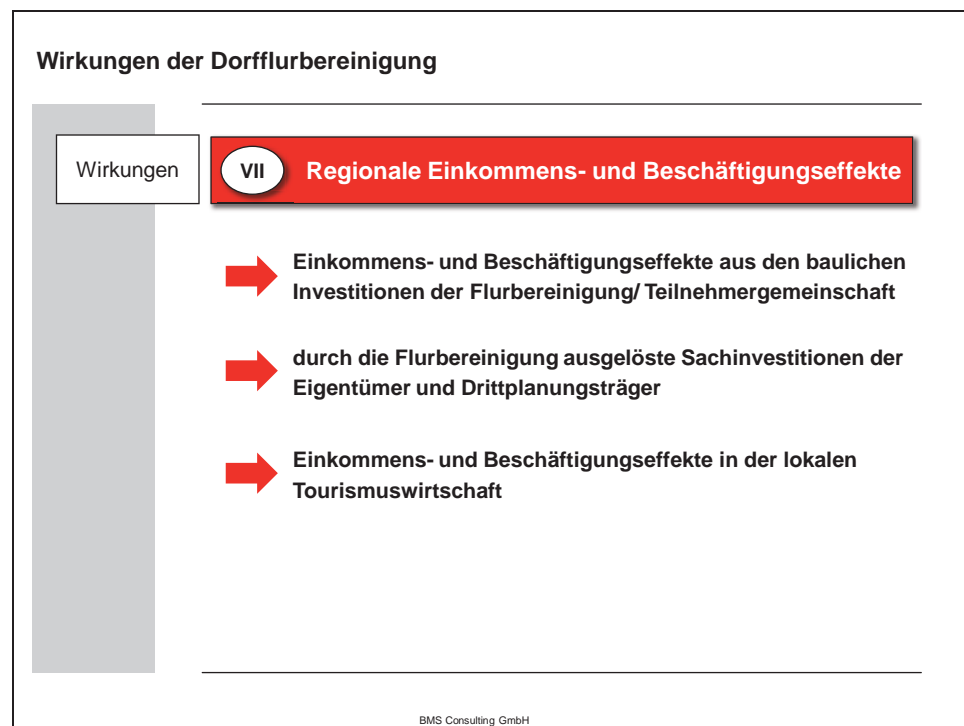 Wirkungen der Dorfflurbereinigung
Wirkungen
VII
Regionale Einkommens- und Beschäftigungseffekte
Einkommens- und Beschäftigungseffekte aus den baulichen
Investitionen der Flurbereinigung/ Teilnehmergemeinschaft
durch die Flurbereinigung ausgelöste Sachinvestitionen der
Eigentümer und Drittplanungsträger
Einkommens- und Beschäftigungseffekte in der lokalen
Tourismuswirtschaft
BMS Consulting GmbH